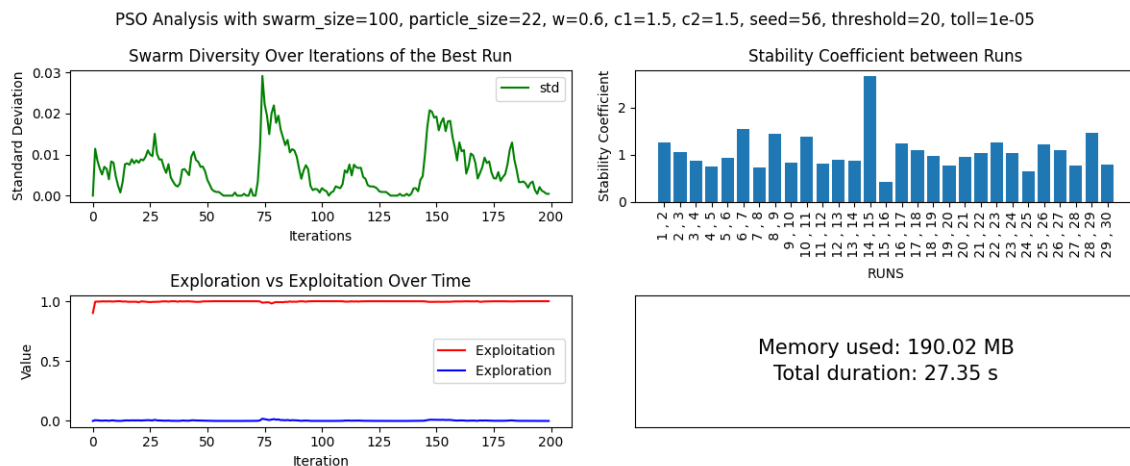 PSO Analysis with swarm_size=100, particle_size=22, w=0.6, c1=1.5, c2=1.5, seed=56, threshold=20, toll=1e-05
Swarm Diversity Over Iterations of the Best Run
Standard Deviation
0.03
0.02
0.01
0.00
std
0 25 50 75 100 125 150 175 200
Iterations
Stability Coefficient between Runs
Stability Coefficient
2
1
0
1 , 2
2 , 3
3 , 4
4 , 5
5 , 6
6 , 7
7 , 8
8 , 9
9 , 10
10 , 11
11 , 12
12 , 13
13 , 14
14 , 15
15 , 16
16 , 17
17 , 18
18 , 19
19 , 20
20 , 21
21 , 22
22 , 23
23 , 24
24 , 25
25 , 26
26 , 27
27 , 28
28 , 29
29 , 30
RUNS
Exploration vs Exploitation Over Time
Value
1.0
0.5
0.0
Exploitation
Exploration
0 25 50 75 100 125 150 175 200
Iteration
Memory used: 190.02 MB
Total duration: 27.35 s